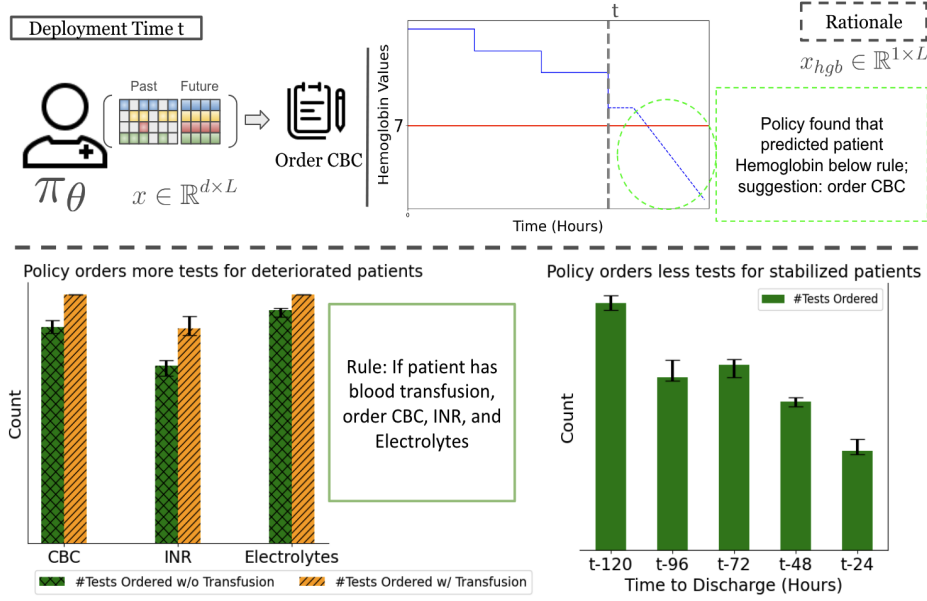 Deployment Time t
t
Rationale
x_{hgb} ∈ ℝ^{1×L}
Past Future
Order CBC
π_θ
x ∈ ℝ^{d×L}
Hemoglobin Values
7
0
Time (Hours)
Policy found that
predicted patient
Hemoglobin below rule;
suggestion: order CBC
Policy orders more tests for deteriorated patients
Count
CBC INR Electrolytes
#Tests Ordered w/o Transfusion #Tests Ordered w/ Transfusion
Rule: If patient has
blood transfusion,
order CBC, INR, and
Electrolytes
Policy orders less tests for stabilized patients
#Tests Ordered
Count
t-120 t-96 t-72 t-48 t-24
Time to Discharge (Hours)